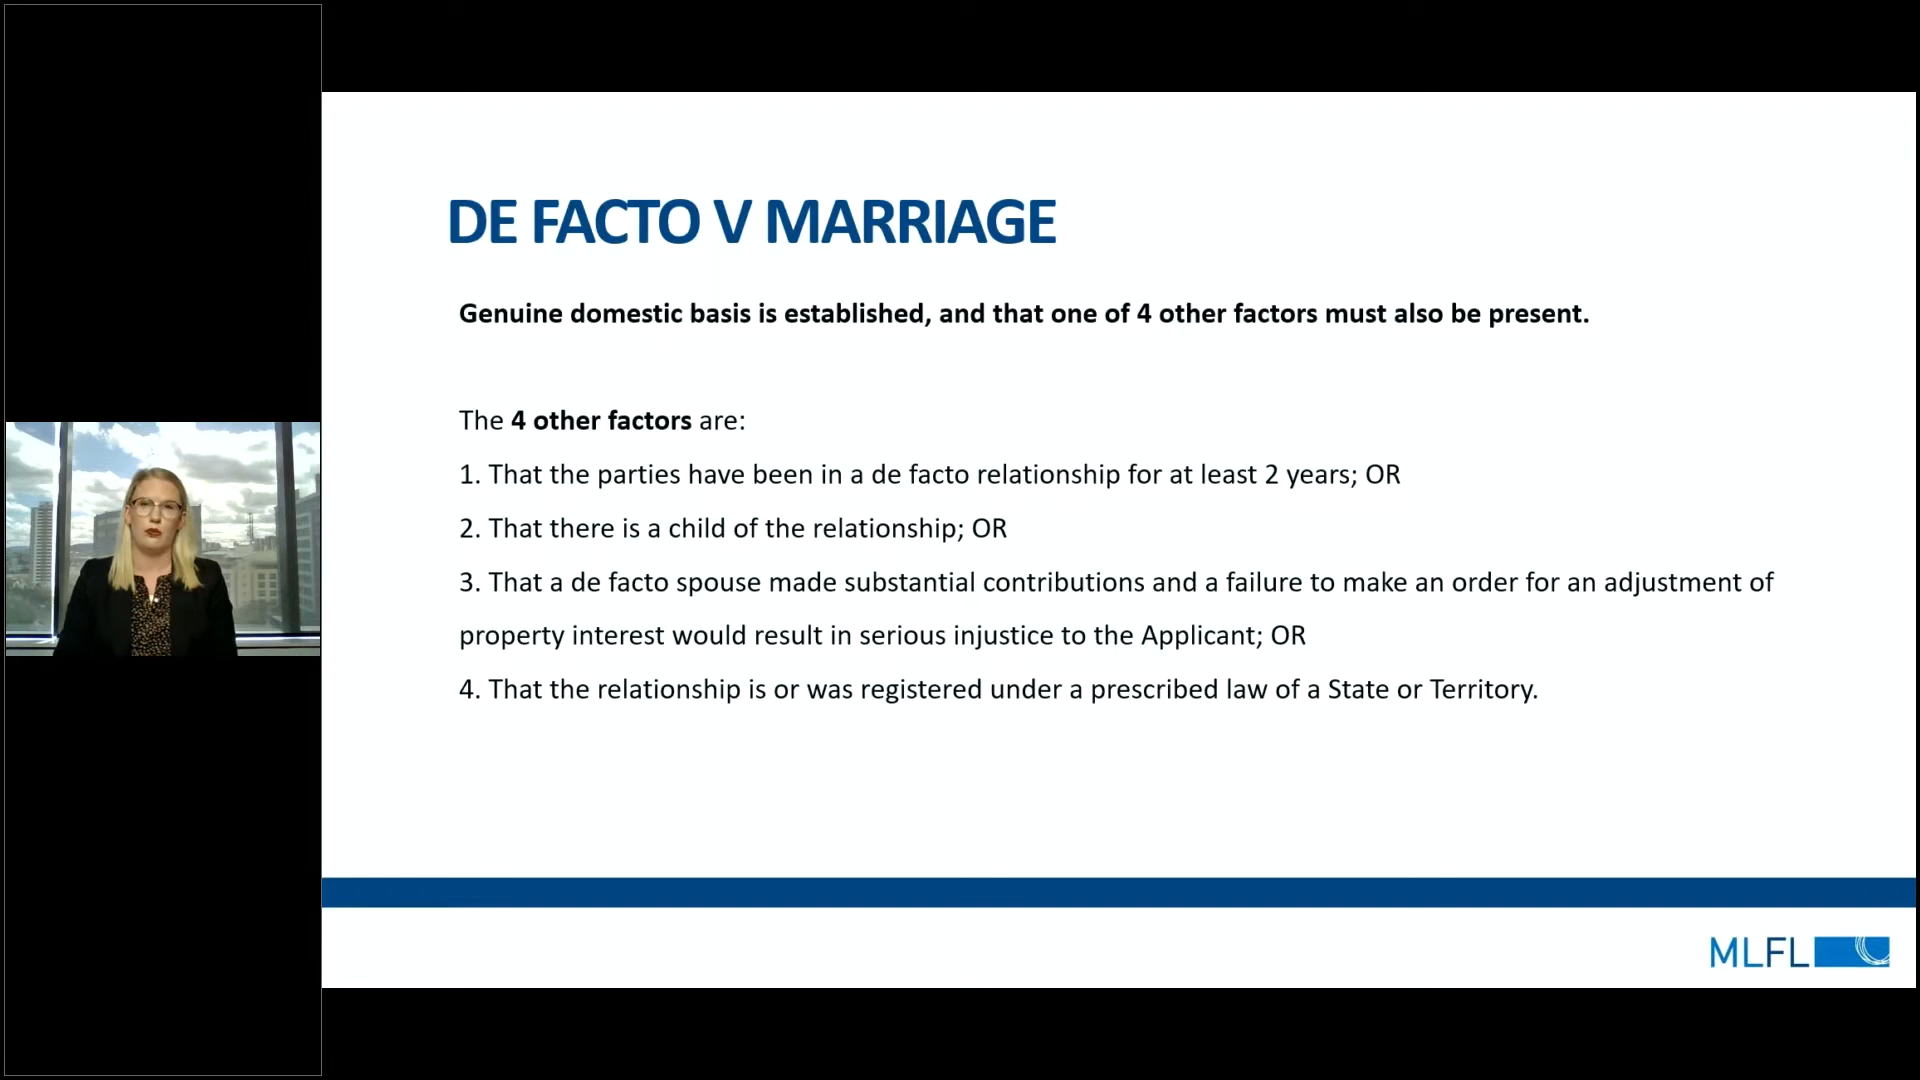 DE FACTO V MARRIAGE
Genuine domestic basis is established, and that one of 4 other factors must also be present.
The 4 other factors are:
1. That the parties have been in a de facto relationship for at least 2 years; OR
2. That there is a child of the relationship; OR
3. That a de facto spouse made substantial contributions and a failure to make an order for an adjustment of
property interest would result in serious injustice to the Applicant; OR
4. That the relationship is or was registered under a prescribed law of a State or Territory.
MLFL